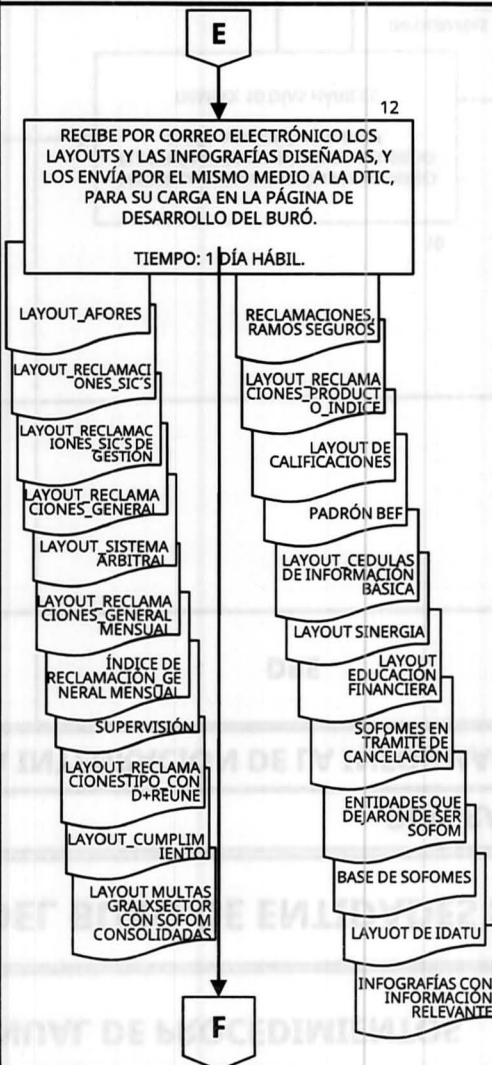 E
12
RECIBE POR CORREO ELECTRÓNICO LOS
LAYOUTS Y LAS INFOGRAFÍAS DISEÑADAS, Y
LOS ENVÍA POR EL MISMO MEDIO A LA DTIC,
PARA SU CARGA EN LA PÁGINA DE
DESARROLLO DEL BURÓ.
TIEMPO: 1 DÍA HÁBIL.
LAYOUT_AFORES
LAYOUT_RECLAMACI
ONES_SIC´S
LAYOUT_RECLAMAC
IONES_SIC´S DE
GESTIÓN
LAYOUT_RECLAMA
CIONES_GENERAL
LAYOUT_SISTEMA
ARBITRAL
LAYOUT_RECLAMA
CIONES_GENERAL
MENSUAL
ÍNDICE DE
RECLAMACIÓN_GE
NERAL MENSUAL
SUPERVISIÓN
LAYOUT_RECLAMA
CIONESTIPO_CON
D+REUNE
LAYOUT_CUMPLIM
IENTO
LAYOUT MULTAS
GRALXSECTOR
CON SOFOM
CONSOLIDADAS
RECLAMACIONES,
RAMOS SEGUROS
LAYOUT_RECLAMA
CIONES_PRODUCT
O_INDICE
LAYOUT DE
CALIFICACIONES
PADRÓN BEF
LAYOUT_CEDULAS
DE INFORMACIÓN
BÁSICA
LAYOUT SINERGIA
LAYOUT
EDUCACIÓN
FINANCIERA
SOFOMES EN
TRÁMITE DE
CANCELACIÓN
ENTIDADES QUE
DEJARON DE SER
SOFOM
BASE DE SOFOMES
LAYUOT DE IDATU
INFOGRAFÍAS CON
INFORMACIÓN
RELEVANTE
F